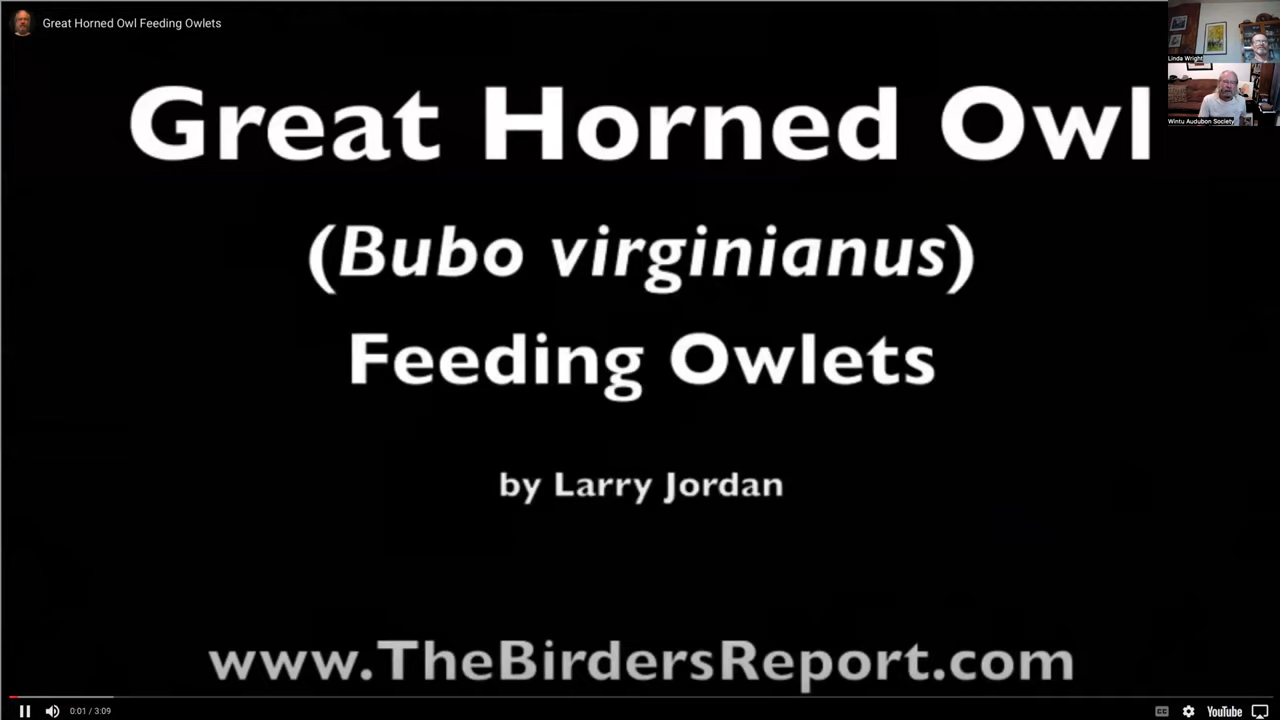 Great Horned Owl Feeding Owlets
Linda Wright
Wintu Audubon Society
Great Horned Owl
(Bubo virginianus)
Feeding Owlets
by Larry Jordan
www.TheBirdersReport.com
0:01 / 3:09
CC
YouTube